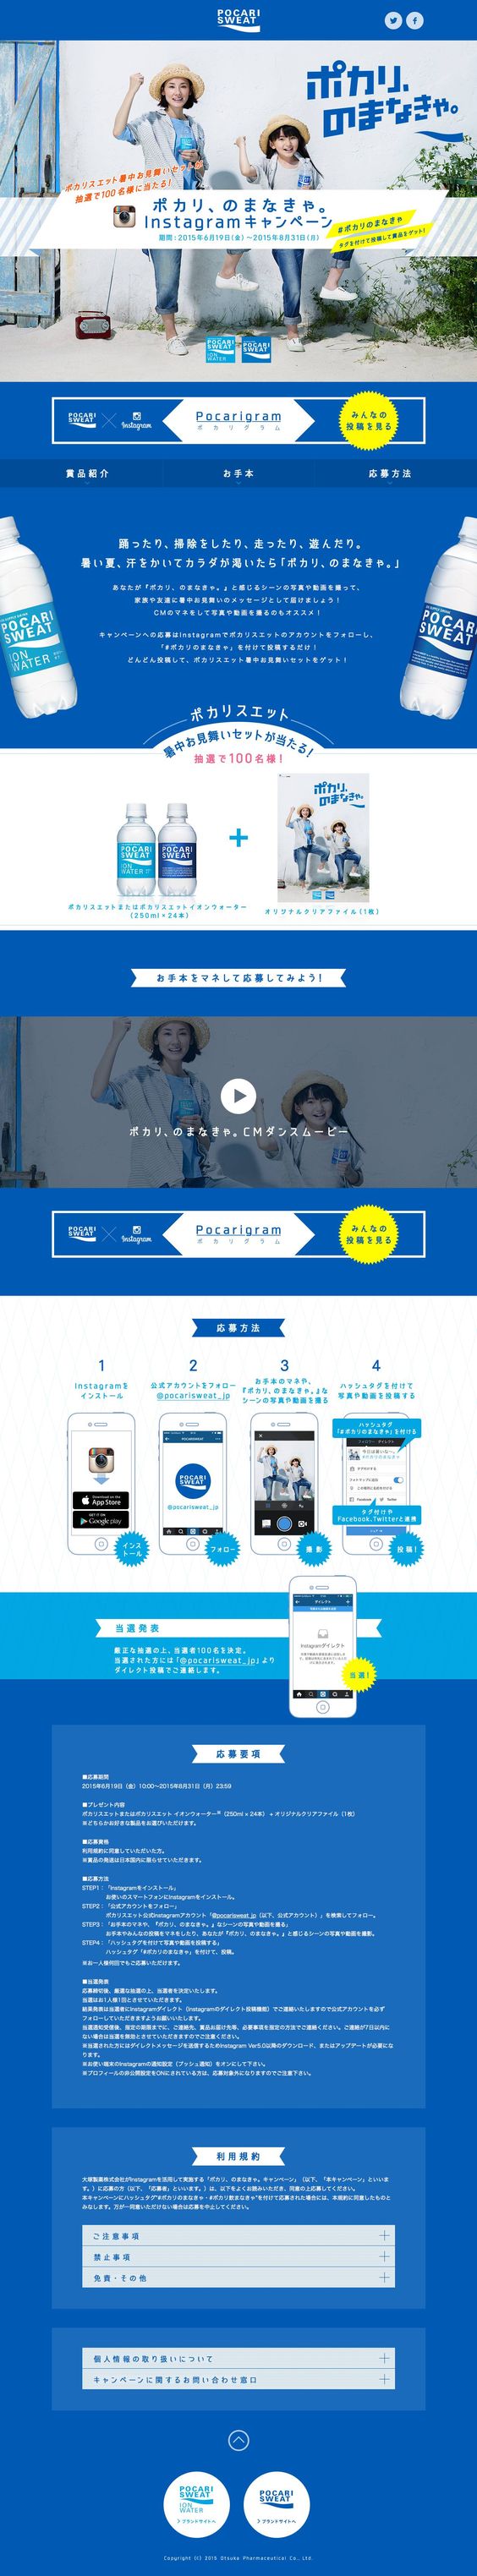 POCARI
SWEAT
ポカリ、
のまなきゃ。
ポカリスエット暑中お見舞いセットが
抽選で100名様に当たる!
ポカリ、のまなきゃ。
Instagramキャンペーン
期間:2015年6月19日(金)〜2015年8月31日(月)
#ポカリのまなきゃ
タグを付けて投稿して賞品をゲット!
POCARI
SWEAT
ION
WATER
POCARI
SWEAT
POCARI
SWEAT
Instagram
Pocarigram
ポカリグラム
みんなの
投稿を見る
賞品紹介
お手本
応募方法
踊ったり、掃除をしたり、走ったり、遊んだり。
暑い夏、汗をかいてカラダが渇いたら「ポカリ、のまなきゃ。」
あなたが『ポカリ、のまなきゃ。』と感じるシーンの写真や動画を撮って、
家族や友達に暑中お見舞いのメッセージとして届けましょう!
CMのマネをして写真や動画を撮るのもオススメ!
キャンペーンへの応募はInstagramでポカリスエットのアカウントをフォローし、
「#ポカリのまなきゃ」を付けて投稿するだけ!
どんどん投稿して、ポカリスエット暑中お見舞いセットをゲット!
POCARI
SWEAT
ION
WATER
POCARI
SWEAT
ポカリスエット
暑中お見舞いセットが当たる!
抽選で100名様!
POCARI
SWEAT
ION
WATER
POCARI
SWEAT
+
ポカリ、
のまなきゃ。
ポカリスエットまたはポカリスエットイオンウォーター
(250ml×24本)
オリジナルクリアファイル(1枚)
お手本をマネして応募してみよう!
ポカリ、のまなきゃ。CMダンスムービー
POCARI
SWEAT
Instagram
Pocarigram
ポカリグラム
みんなの
投稿を見る
応募方法
1
Instagramを
インストール
2
公式アカウントをフォロー
@pocarisweat_jp
3
お手本のマネや、
『ポカリ、のまなきゃ。』な
シーンの写真や動画を撮る
4
ハッシュタグを付けて
写真や動画を投稿する
Download on the
App Store
GET IT ON
Google play
インス
トール
POCARISWEAT
POCARI
SWEAT
@pocarisweat_jp
フォロー
撮影
ハッシュタグ
「#ポカリのまなきゃ」を付ける
タグ付けや
Facebook、Twitterと連携
投稿!
当選発表
厳正な抽選の上、当選者100名を決定。
当選された方には「@pocarisweat_jp」より
ダイレクト投稿でご連絡します。
ダイレクト
Instagramダイレクト
当選!
応募要項
■応募期間
2015年6月19日(金)10:00〜2015年8月31日(月)23:59
■プレゼント内容
ポカリスエットまたはポカリスエット イオンウォーター(250ml × 24本) + オリジナルクリアファイル(1枚)
※どちらかお好きな製品をお選びいただけます。
■応募資格
利用規約に同意していただいた方。
※賞品の発送は日本国内に限らせていただきます。
■応募方法
STEP1:「Instagramをインストール」
お使いのスマートフォンにInstagramをインストール。
STEP2:「公式アカウントをフォロー」
ポカリスエット公式Instagramアカウント「@pocarisweat_jp(以下、公式アカウント)」を検索してフォロー。
STEP3:「お手本のマネや、『ポカリ、のまなきゃ。』なシーンの写真や動画を撮る」
お手本やみんなの投稿をマネしたり、あなたが『ポカリ、のまなきゃ。』と感じるシーンの写真や動画を撮影。
STEP4:「ハッシュタグを付けて写真や動画を投稿する」
ハッシュタグ「#ポカリのまなきゃ」を付けて、投稿。
※お一人様何回でもご応募いただけます。
■当選発表
応募締切後、厳選な抽選の上、当選者を決定いたします。
当選はお1人様1回とさせていただきます。
結果発表は当選者にInstagramダイレクト(Instagramのダイレクト投稿機能)でご連絡いたしますので公式アカウントを必ず
フォローしていただきますようお願いいたします。
当選通知受信後、指定の期限までに、ご連絡先、賞品お届け先等、必要事項を指定の方法でご連絡ください。ご連絡が7日以内に
ない場合は当選を無効とさせていただきますのでご注意ください。
※当選された方にはダイレクトメッセージを送信するためInstagram Ver5.0以降のダウンロード、またはアップデートが必要にな
ります。
※お使い端末のInstagramの通知設定(プッシュ通知)をオンにして下さい。
※プロフィールの非公開設定をONにされている方は、応募対象外になりますのでご注意下さい。
利用規約
大塚製薬株式会社がInstagramを活用して実施する「ポカリ、のまなきゃ。キャンペーン」(以下、「本キャンペーン」といいま
す。)に応募の方(以下、「応募者」といいます。)は、以下をよくお読みいただき、同意の上応募してください。
本キャンペーンにハッシュタグ"#ポカリのまなきゃ・#ポカリ飲まなきゃ"を付けて応募された場合には、本規約に同意したものと
みなします。万が一同意いただけない場合は応募を中止してください。
ご注意事項
禁止事項
免責・その他
個人情報の取り扱いについて
キャンペーンに関するお問い合わせ窓口
POCARI
SWEAT
ION
WATER
ブランドサイトへ
POCARI
SWEAT
ブランドサイトへ
Copyright (C) 2015 Otsuka Pharmaceutical Co., Ltd.